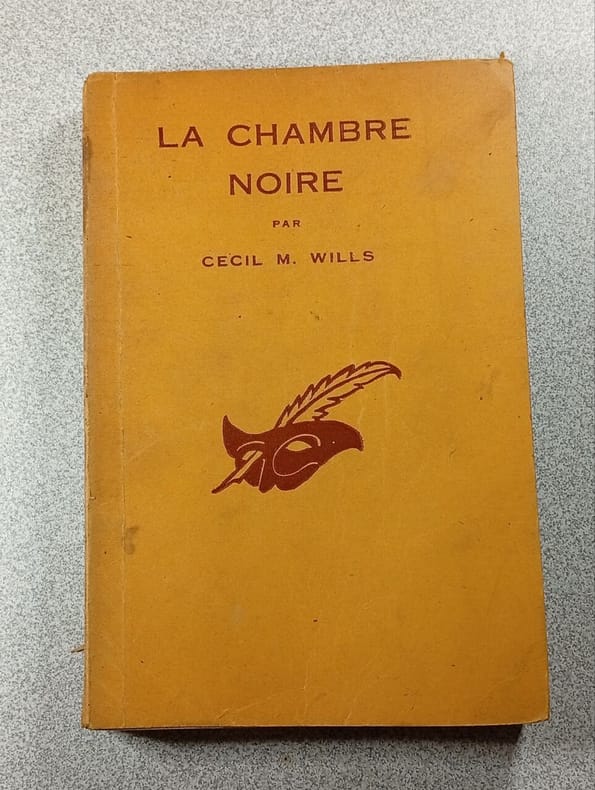 LA CHAMBRE
NOIRE
PAR
CECIL M. WILLS